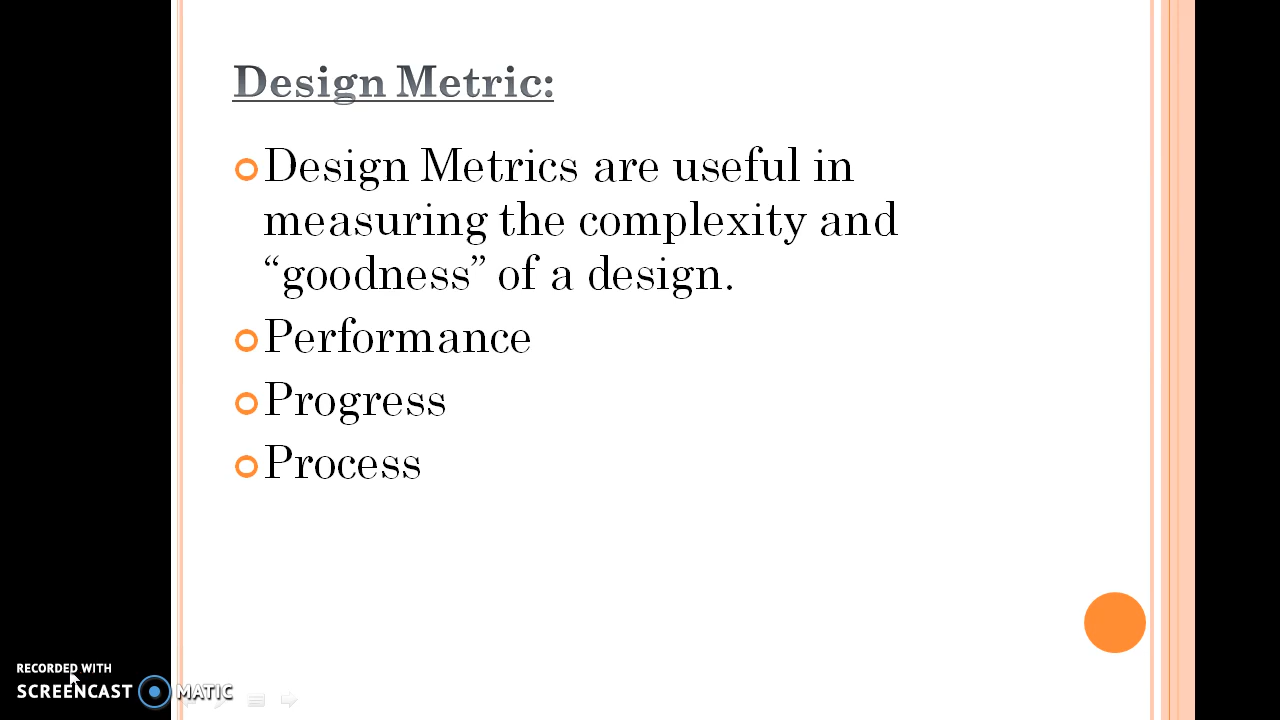 Design Metric:
Design Metrics are useful in
measuring the complexity and
“goodness” of a design.
Performance
Progress
Process
RECORDED WITH
SCREENCAST MATIC